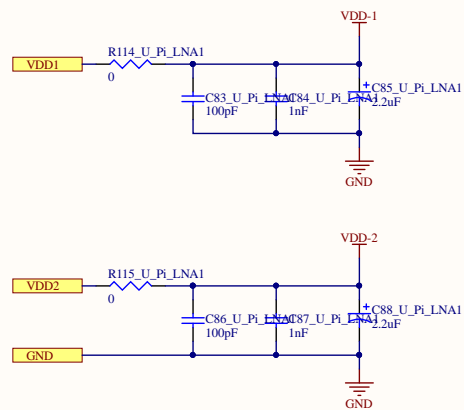 VDD-1
R114_U_Pi_LNA1
VDD1
0
C83_U_Pi_LNA1
100pF
C84_U_Pi_LNA1
1nF
C85_U_Pi_LNA1
2.2uF
GND
VDD-2
R115_U_Pi_LNA1
VDD2
0
C86_U_Pi_LNA1
100pF
C87_U_Pi_LNA1
1nF
C88_U_Pi_LNA1
2.2uF
GND
GND